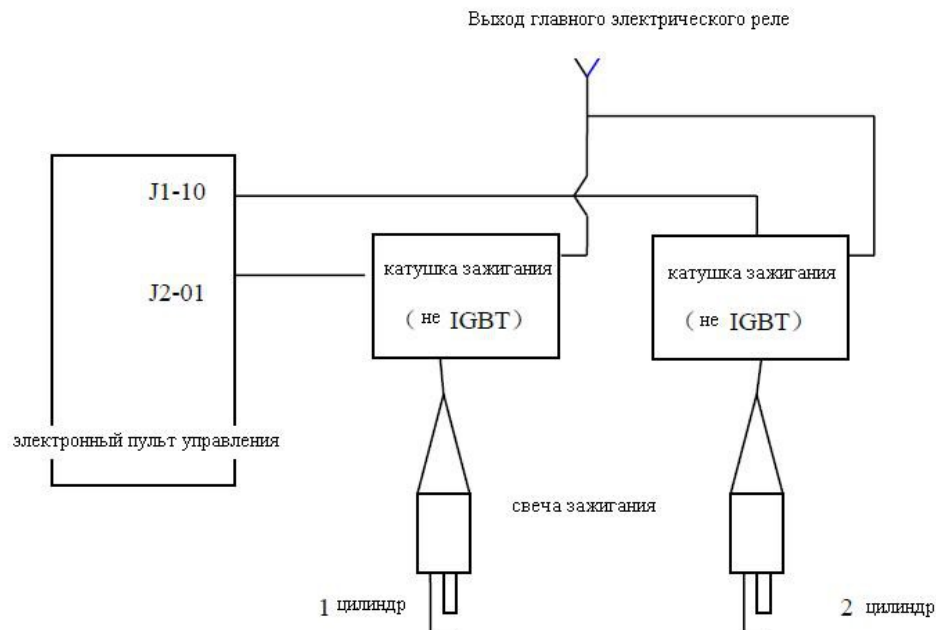 Выход главного электрического реле
J1-10
J2-01
электронный пульт управления
катушка зажигания
( не IGBT )
катушка зажигания
( не IGBT )
свеча зажигания
1 цилиндр
2 цилиндр